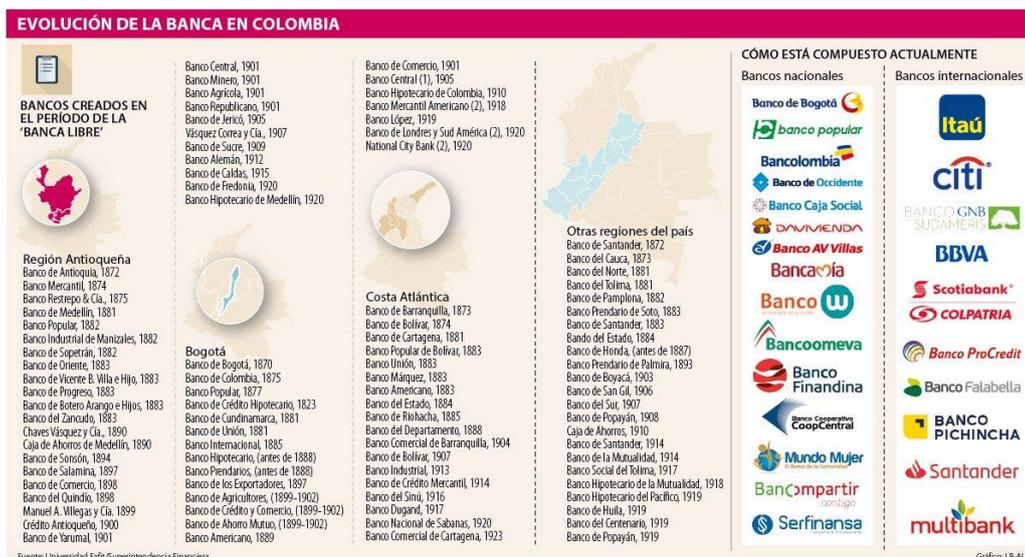 EVOLUCIÓN DE LA BANCA EN COLOMBIA
BANCOS CREADOS EN
EL PERÍODO DE LA
‘BANCA LIBRE’
Región Antioqueña
Banco de Antioquia, 1872
Banco Mercantil, 1874
Banco Restrepo & Cía., 1875
Banco de Medellín, 1881
Banco Popular, 1882
Banco Industrial de Manizales, 1882
Banco de Sopetrán, 1882
Banco de Oriente, 1883
Banco de Vicente B. Villa e Hijo, 1883
Banco de Progreso, 1883
Banco de Botero Arango e Hijos, 1883
Banco del Zancudo, 1883
Chaves Vásquez y Cía., 1890
Caja de Ahorros de Medellín, 1890
Banco de Sonsón, 1894
Banco de Salamina, 1897
Banco de Comercio, 1898
Banco del Quindío, 1898
Manuel A. Villegas y Cía. 1899
Crédito Antioqueño, 1900
Banco de Yarumal, 1901
Banco Central, 1901
Banco Minero, 1901
Banco Agrícola, 1901
Banco Republicano, 1901
Banco de Jericó, 1905
Vásquez Correa y Cía., 1907
Banco de Sucre, 1909
Banco Alemán, 1912
Banco de Caldas, 1915
Banco de Fredonia, 1920
Banco Hipotecario de Medellín, 1920
Bogotá
Banco de Bogotá, 1870
Banco de Colombia, 1875
Banco Popular, 1877
Banco de Crédito Hipotecario, 1823
Banco de Cundinamarca, 1881
Banco de Unión, 1881
Banco Internacional, 1885
Banco Hipotecario, (antes de 1888)
Banco Prendarios, (antes de 1888)
Banco de los Exportadores, 1897
Banco de Agricultores, (1899-1902)
Banco de Crédito y Comercio, (1899-1902)
Banco de Ahorro Mutuo, (1899-1902)
Banco Americano, 1889
Banco de Comercio, 1901
Banco Central (1), 1905
Banco Hipotecario de Colombia, 1910
Banco Mercantil Americano (2), 1918
Banco López, 1919
Banco de Londres y Sud América (2), 1920
National City Bank (2), 1920
Costa Atlántica
Banco de Barranquilla, 1873
Banco de Bolívar, 1874
Banco de Cartagena, 1881
Banco Popular de Bolívar, 1883
Banco Unión, 1883
Banco Márquez, 1883
Banco Americano, 1883
Banco del Estado, 1884
Banco de Riohacha, 1885
Banco del Departamento, 1888
Banco Comercial de Barranquilla, 1904
Banco de Bolívar, 1907
Banco Industrial, 1913
Banco de Crédito Mercantil, 1914
Banco del Sinú, 1916
Banco Dugand, 1917
Banco Nacional de Sabanas, 1920
Banco Comercial de Cartagena, 1923
Otras regiones del país
Banco de Santander, 1872
Banco del Cauca, 1873
Banco del Norte, 1881
Banco del Tolima, 1881
Banco de Pamplona, 1882
Banco Prendario de Soto, 1883
Banco de Santander, 1883
Bando del Estado, 1884
Banco de Honda, (antes de 1887)
Banco Prendario de Palmira, 1893
Banco de Boyacá, 1903
Banco de San Gil, 1906
Banco del Sur, 1907
Banco de Popayán, 1908
Caja de Ahorros, 1910
Banco de Santander, 1914
Banco de la Mutualidad, 1914
Banco Social del Tolima, 1917
Banco Hipotecario de la Mutualidad, 1918
Banco Hipotecario del Pacífico, 1919
Banco de Huila, 1919
Banco del Centenario, 1919
Banco de Popayán, 1919
CÓMO ESTÁ COMPUESTO ACTUALMENTE
Bancos nacionales
Banco de Bogotá
banco popular
Bancolombia
Banco de Occidente
Banco Caja Social
DAVIVIENDA
Banco AV Villas
Bancamía
Banco W
Bancoomeva
Banco
Finandina
Banco Cooperativo
CoopCentral
Mundo Mujer
El Banco de la Comunidad
Bancompartir
contigo
Serfinansa
Bancos internacionales
Itaú
citi
BANCO GNB
SUDAMERIS
BBVA
Scotiabank
COLPATRIA
Banco ProCredit
Banco Falabella
BANCO
PICHINCHA
Santander
multibank
Fuente: Universidad Eafit/Superintendencia Financiera